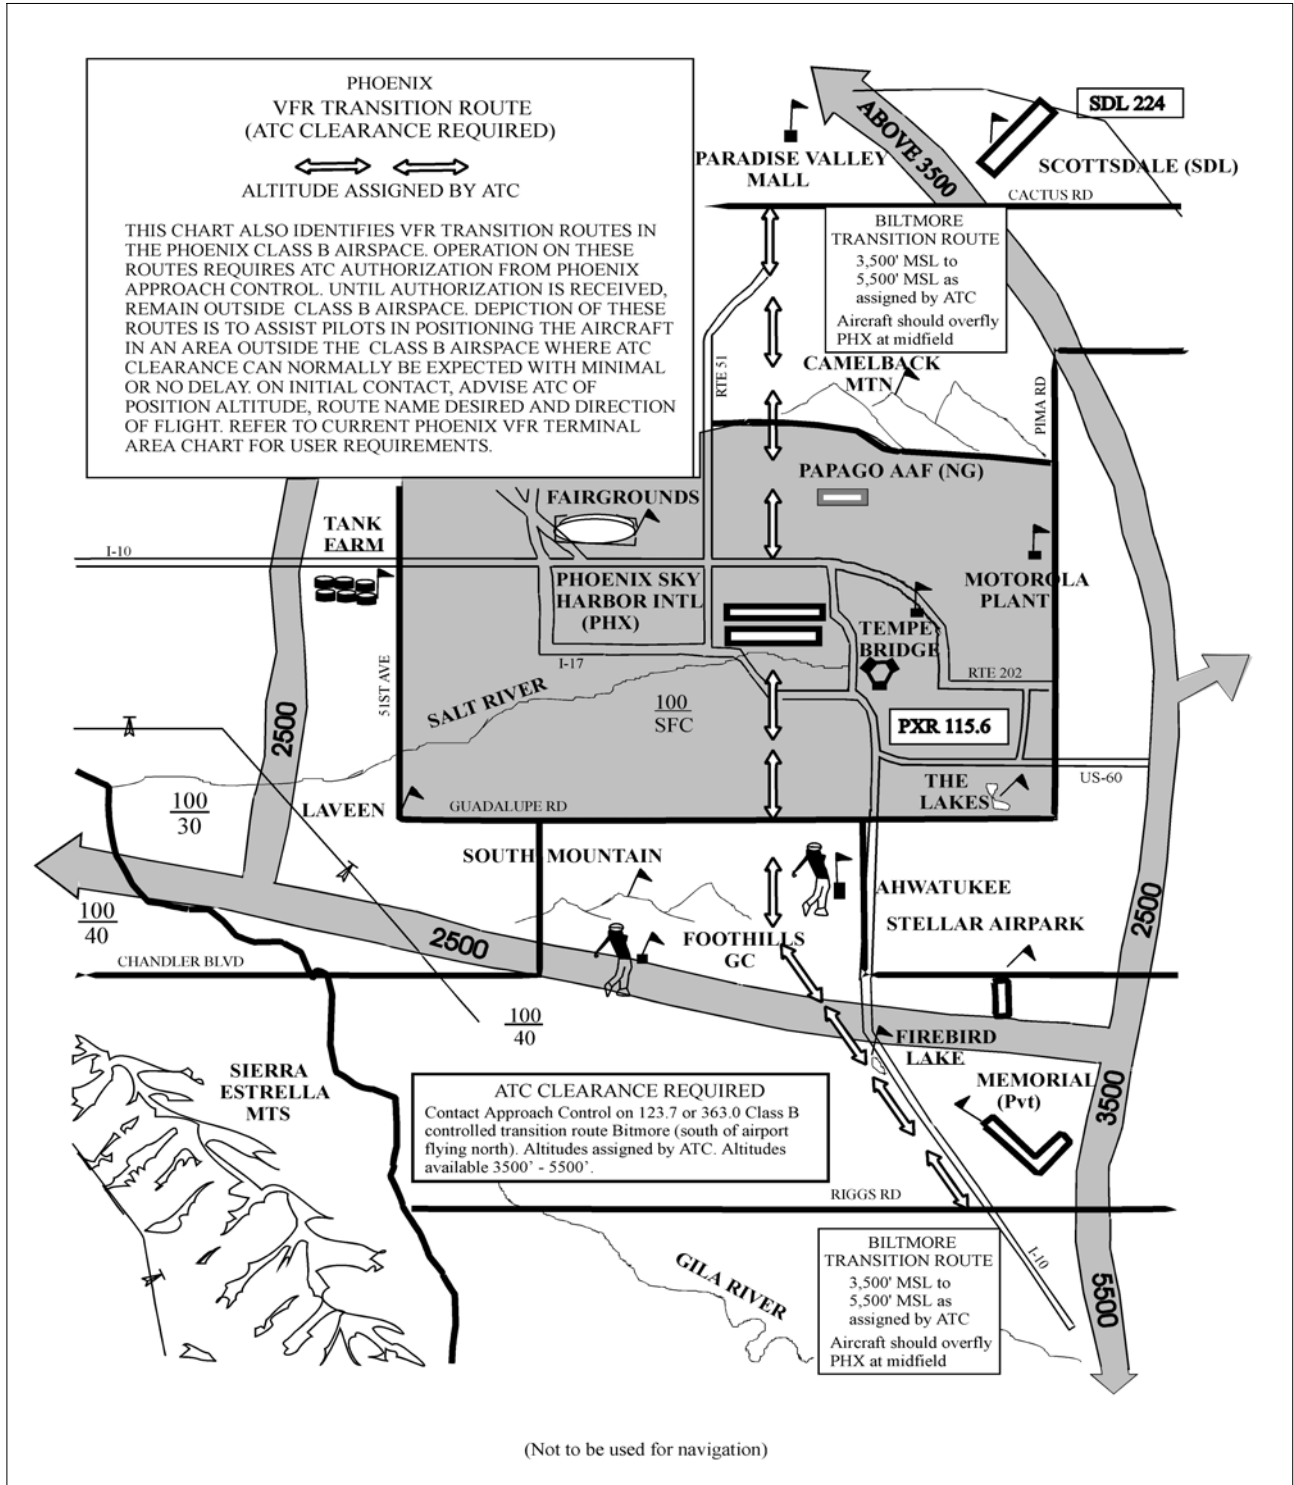 PHOENIX
VFR TRANSITION ROUTE
(ATC CLEARANCE REQUIRED)
ALTITUDE ASSIGNED BY ATC
THIS CHART ALSO IDENTIFIES VFR TRANSITION ROUTES IN
THE PHOENIX CLASS B AIRSPACE. OPERATION ON THESE
ROUTES REQUIRES ATC AUTHORIZATION FROM PHOENIX
APPROACH CONTROL. UNTIL AUTHORIZATION IS RECEIVED,
REMAIN OUTSIDE CLASS B AIRSPACE. DEPICTION OF THESE
ROUTES IS TO ASSIST PILOTS IN POSITIONING THE AIRCRAFT
IN AN AREA OUTSIDE THE CLASS B AIRSPACE WHERE ATC
CLEARANCE CAN NORMALLY BE EXPECTED WITH MINIMAL
OR NO DELAY. ON INITIAL CONTACT, ADVISE ATC OF
POSITION ALTITUDE, ROUTE NAME DESIRED AND DIRECTION
OF FLIGHT. REFER TO CURRENT PHOENIX VFR TERMINAL
AREA CHART FOR USER REQUIREMENTS.
SDL 224
ABOVE 3500
PARADISE VALLEY
MALL
SCOTTSDALE (SDL)
CACTUS RD
BILTMORE
TRANSITION ROUTE
3,500' MSL to
5,500' MSL as
assigned by ATC
Aircraft should overfly
PHX at midfield
RTE 51
CAMELBACK
MTN
PIMA RD
PAPAGO AAF (NG)
FAIRGROUNDS
TANK
FARM
I-10
PHOENIX SKY
HARBOR INTL
(PHX)
MOTOROLA
PLANT
TEMPE
BRIDGE
I-17
RTE 202
51ST AVE
SALT RIVER
100
SFC
PXR 115.6
2500
US-60
THE
LAKES
100
30
LAVEEN
GUADALUPE RD
SOUTH MOUNTAIN
AHWATUKEE
STELLAR AIRPARK
2500
100
40
2500
FOOTHILLS
GC
CHANDLER BLVD
100
40
FIREBIRD
LAKE
SIERRA
ESTRELLA
MTS
MEMORIAL
(Pvt)
3500
ATC CLEARANCE REQUIRED
Contact Approach Control on 123.7 or 363.0 Class B
controlled transition route Bitmore (south of airport
flying north). Altitudes assigned by ATC. Altitudes
available 3500' - 5500'.
RIGGS RD
GILA RIVER
I-10
5500
BILTMORE
TRANSITION ROUTE
3,500' MSL to
5,500' MSL as
assigned by ATC
Aircraft should overfly
PHX at midfield
(Not to be used for navigation)